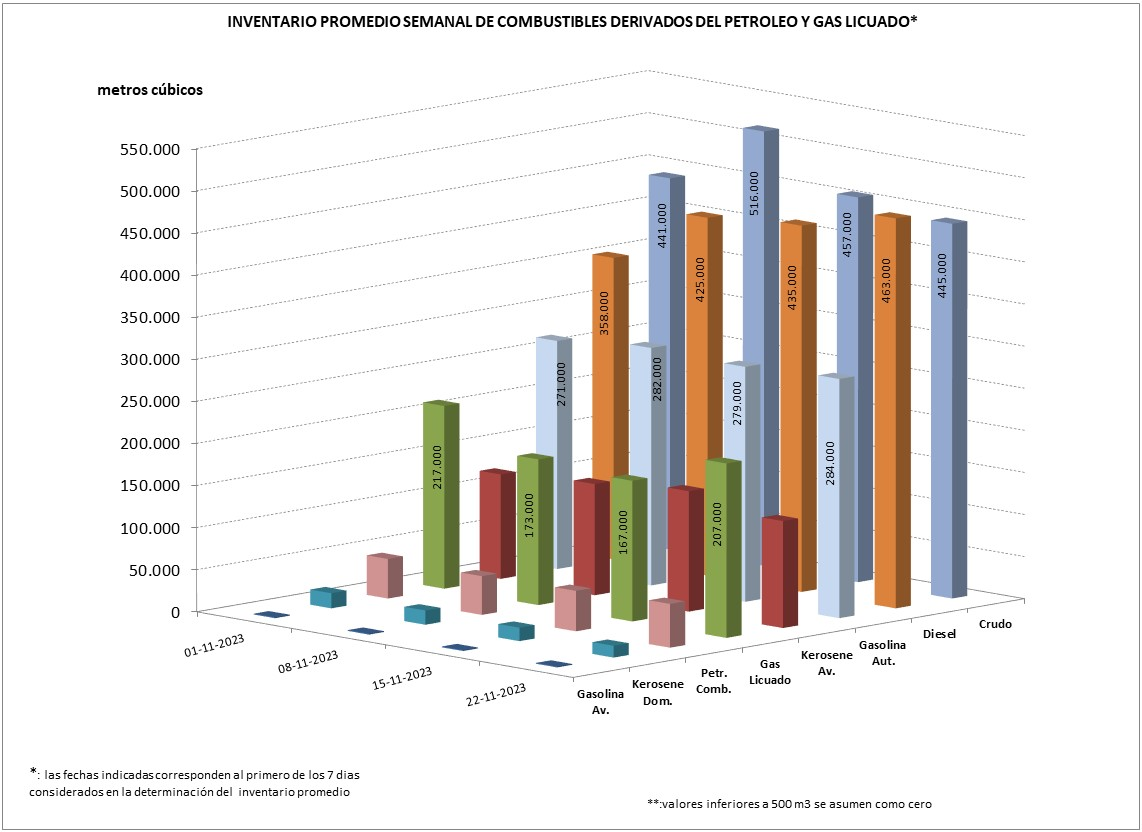 INVENTARIO PROMEDIO SEMANAL DE COMBUSTIBLES DERIVADOS DEL PETROLEO Y GAS LICUADO*
metros cúbicos
550.000
500.000
450.000
400.000
350.000
300.000
250.000
200.000
150.000
100.000
50.000
0
217.000
173.000
167.000
207.000
271.000
282.000
279.000
284.000
358.000
425.000
435.000
463.000
441.000
516.000
457.000
445.000
01-11-2023
08-11-2023
15-11-2023
22-11-2023
Gasolina
Av.
Kerosene
Dom.
Petr.
Comb.
Gas
Licuado
Kerosene
Av.
Gasolina
Aut.
Diesel
Crudo
*: las fechas indicadas corresponden al primero de los 7 dias
considerados en la determinación del inventario promedio
**:valores inferiores a 500 m3 se asumen como cero